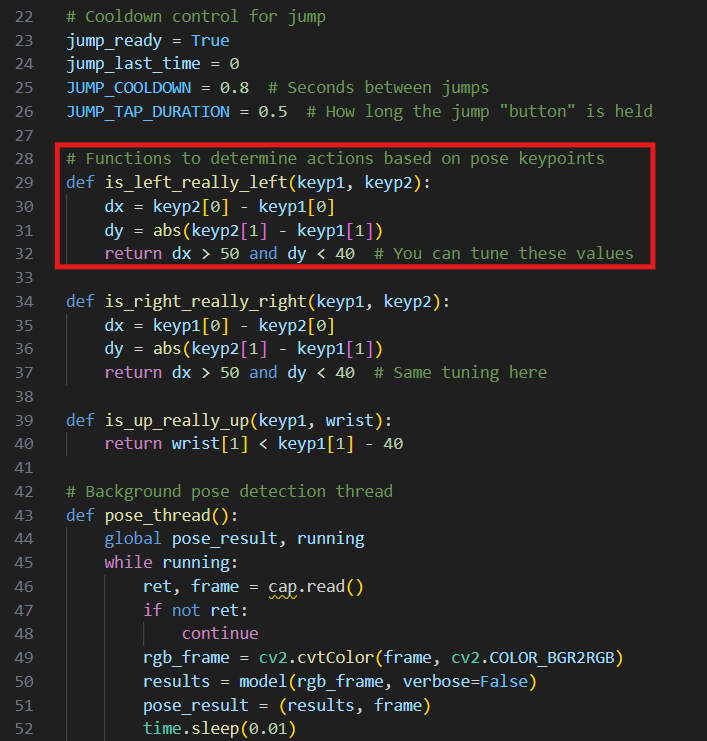 22 # Cooldown control for jump
23 jump_ready = True
24 jump_last_time = 0
25 JUMP_COOLDOWN = 0.8  # Seconds between jumps
26 JUMP_TAP_DURATION = 0.5  # How long the jump "button" is held
27
28 # Functions to determine actions based on pose keypoints
29 def is_left_really_left(keyp1, keyp2):
30     dx = keyp2[0] - keyp1[0]
31     dy = abs(keyp2[1] - keyp1[1])
32     return dx > 50 and dy < 40  # You can tune these values
33
34 def is_right_really_right(keyp1, keyp2):
35     dx = keyp1[0] - keyp2[0]
36     dy = abs(keyp2[1] - keyp1[1])
37     return dx > 50 and dy < 40  # Same tuning here
38
39 def is_up_really_up(keyp1, wrist):
40     return wrist[1] < keyp1[1] - 40
41
42 # Background pose detection thread
43 def pose_thread():
44     global pose_result, running
45     while running:
46         ret, frame = cap.read()
47         if not ret:
48             continue
49         rgb_frame = cv2.cvtColor(frame, cv2.COLOR_BGR2RGB)
50         results = model(rgb_frame, verbose=False)
51         pose_result = (results, frame)
52         time.sleep(0.01)